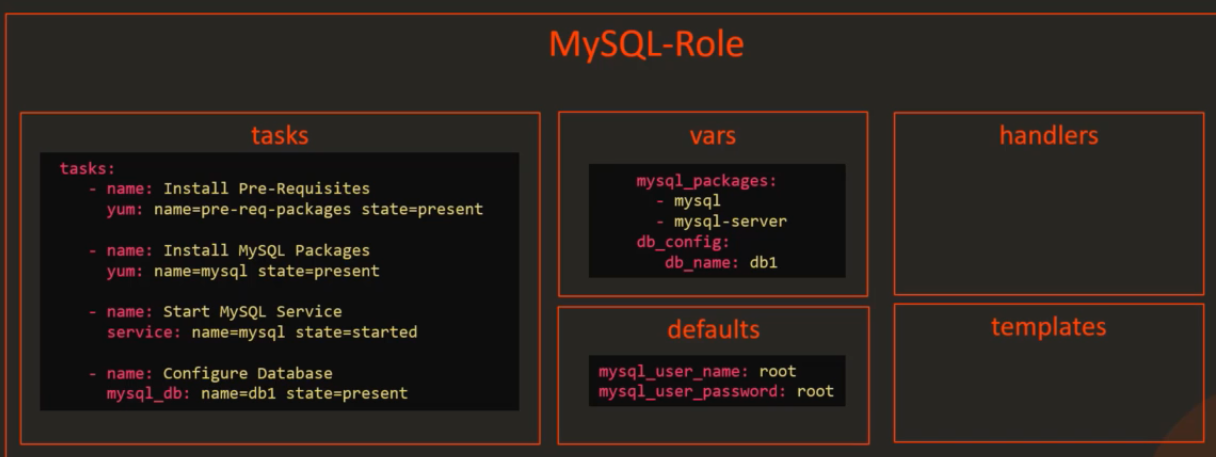 MySQL-Role
tasks
tasks:
- name: Install Pre-Requisites
yum: name=pre-req-packages state=present
- name: Install MySQL Packages
yum: name=mysql state=present
- name: Start MySQL Service
service: name=mysql state=started
- name: Configure Database
mysql_db: name=db1 state=present
vars
mysql_packages:
- mysql
- mysql-server
db_config:
db_name: db1
defaults
mysql_user_name: root
mysql_user_password: root
handlers
templates